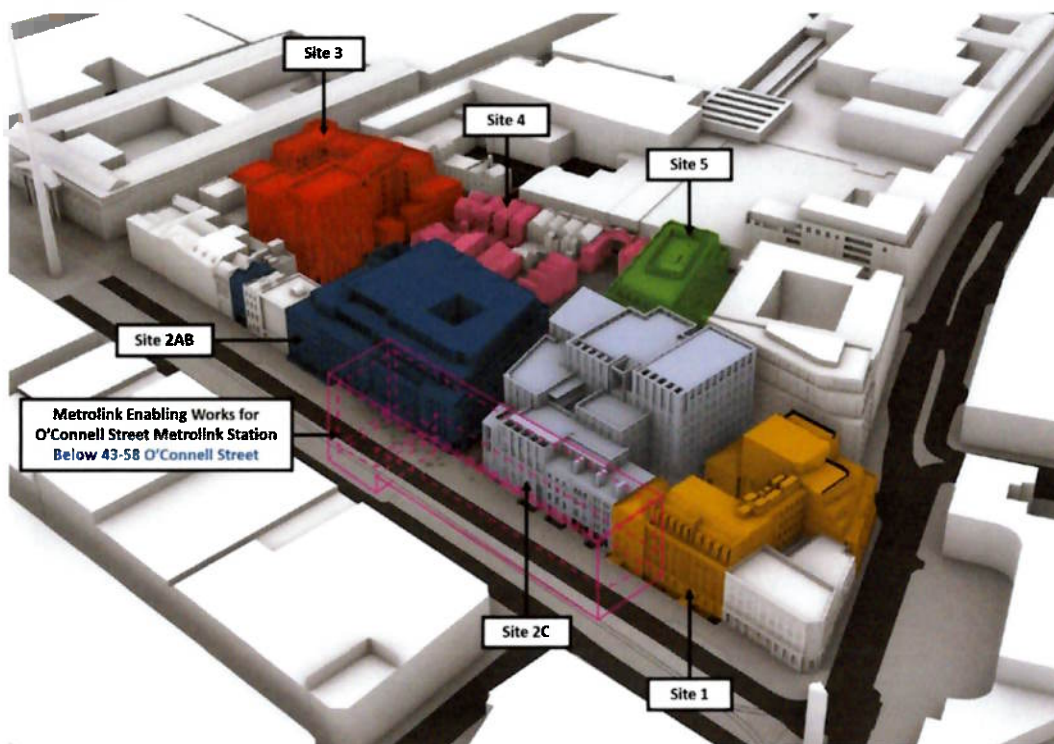 Site 3
Site 4
Site 5
Site 2AB
Metrolink Enabling Works for
O'Connell Street Metrolink Station
Below 43-58 O'Connell Street
Site 2C
Site 1